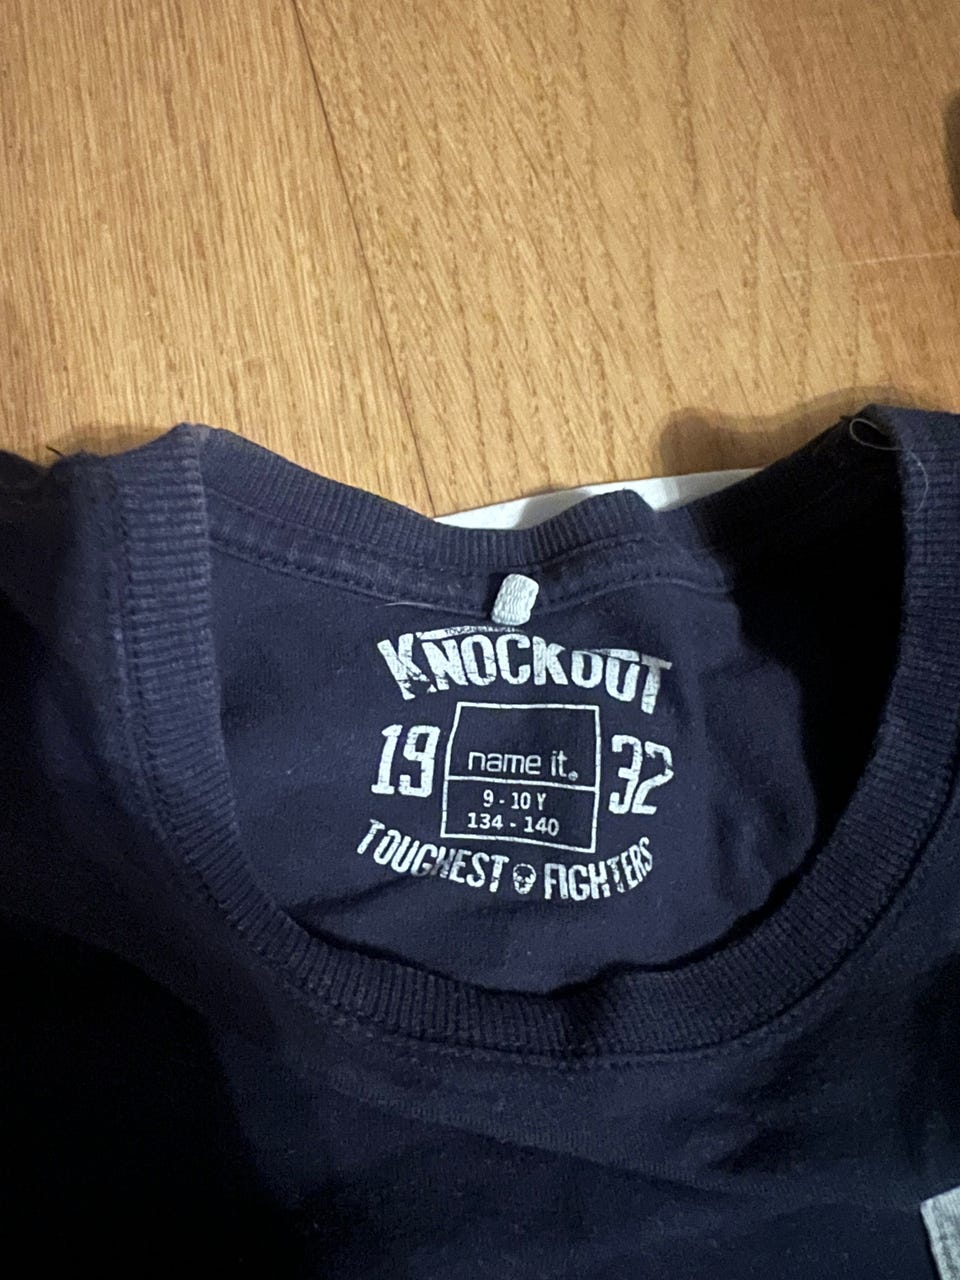 KNOCKOUT
19 32
name it.
9 - 10 Y
134 - 140
TOUGHEST FIGHTERS